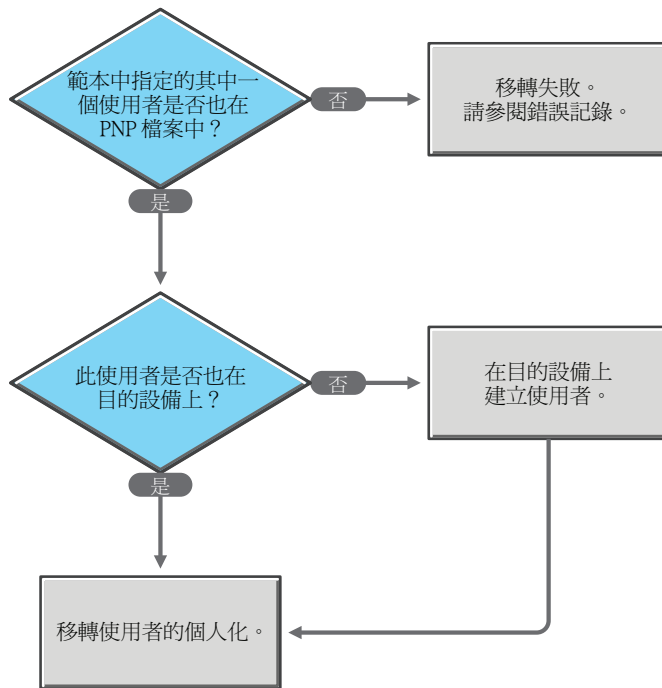 範本中指定的其中一
個使用者是否也在
PNP 檔案中？
否
移轉失敗。
請參閱錯誤記錄。
是
此使用者是否也在
目的設備上？
否
在目的設備上
建立使用者。
是
移轉使用者的個人化。